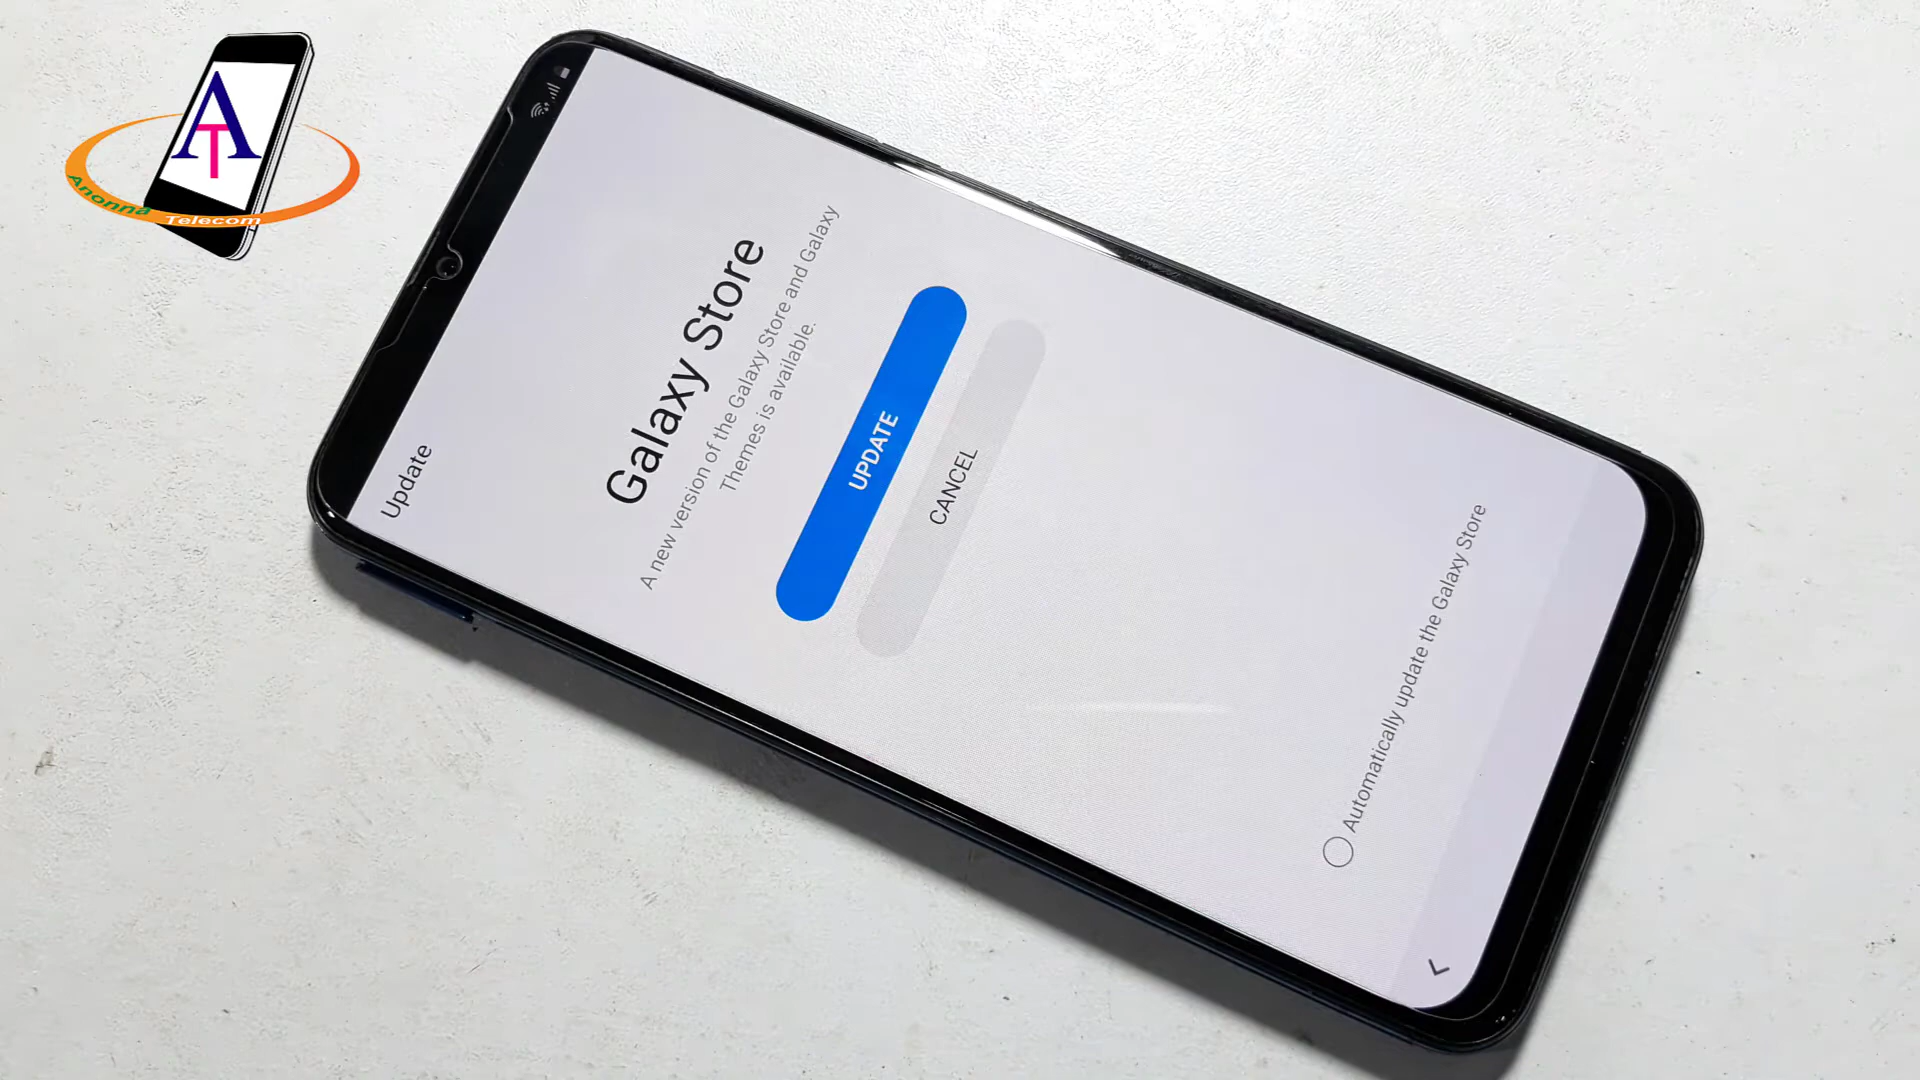 AT
Anonna Telecom
Update
Galaxy Store
A new version of the Galaxy Store and Galaxy
Themes is available.
UPDATE
CANCEL
Automatically update the Galaxy Store